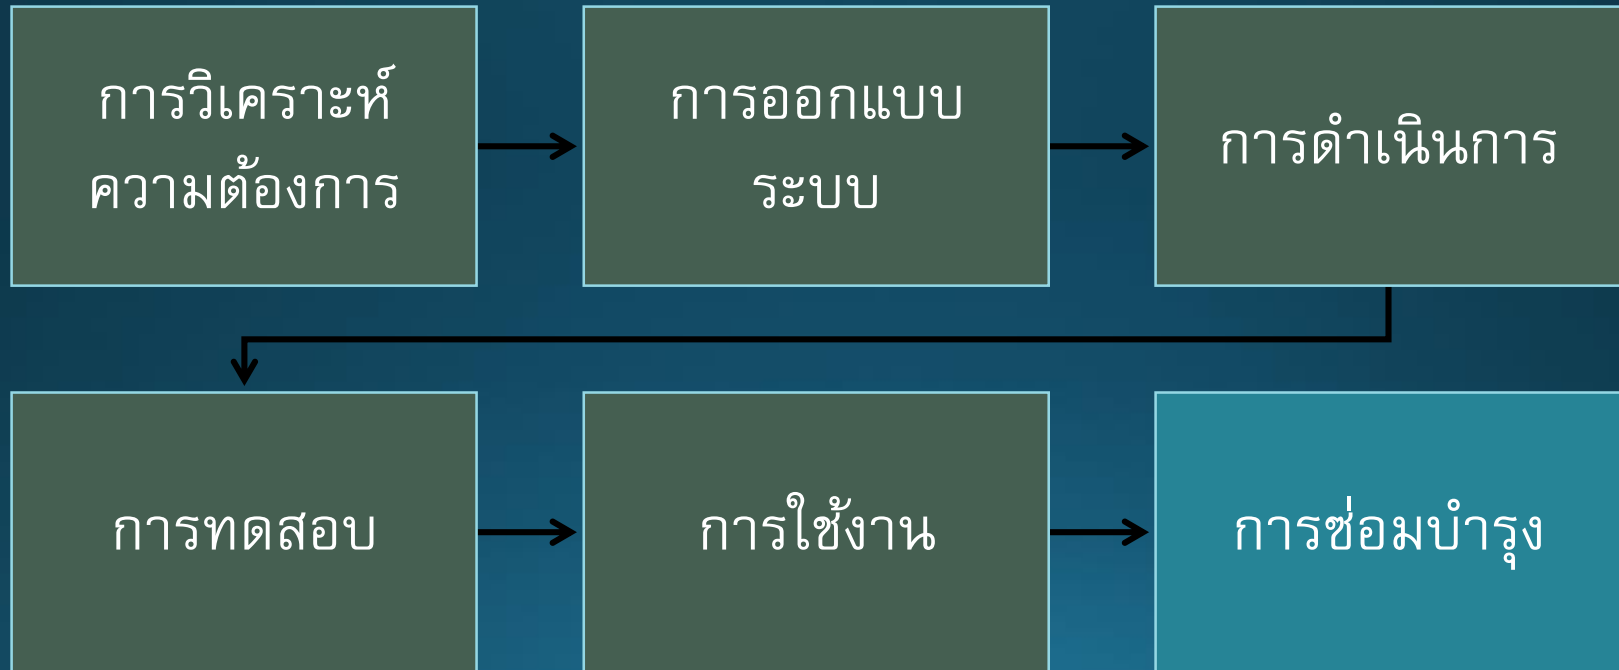 การวิเคราะห์
ความต้องการ
การออกแบบ
ระบบ
การดำเนินการ
การทดสอบ
การใช้งาน
การซ่อมบำรุง